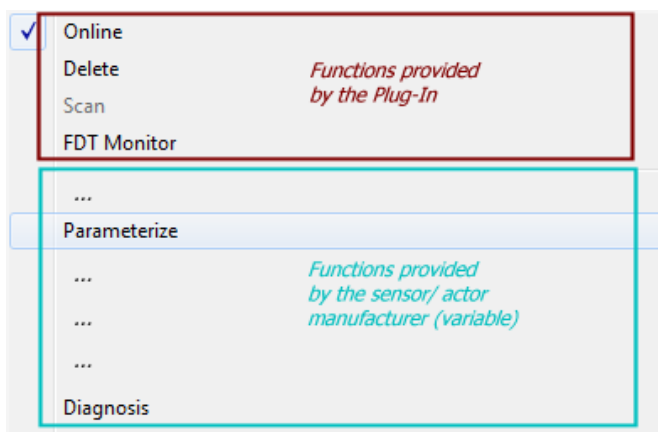 Online
Delete
Scan
FDT Monitor
Functions provided
by the Plug-In
...
Parameterize
...
...
...
Functions provided
by the sensor/ actor
manufacturer (variable)
Diagnosis